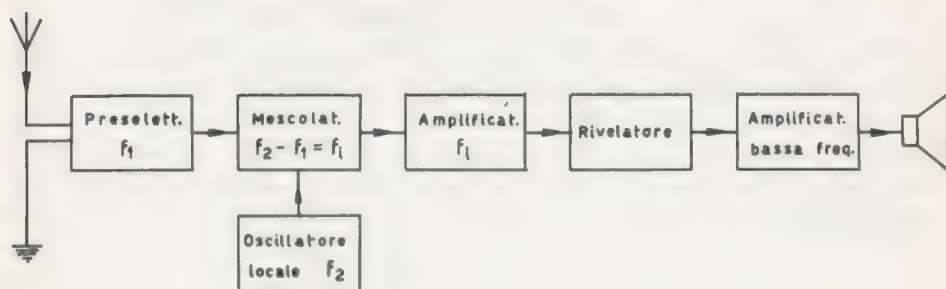 Preselett.
f1
Mescolat.
f2 - f1 = fi
Amplificat.
fi
Rivelatore
Amplificat.
bassa freq.
Oscillatore
locale f2